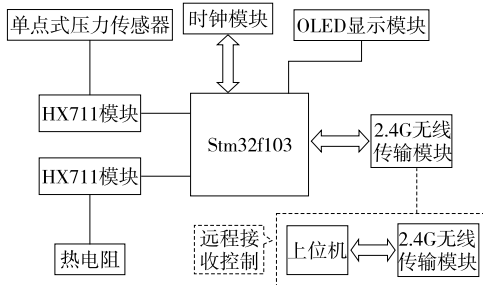 单点式压力传感器
时钟模块
OLED显示模块
HX711模块
Stm32f103
2.4G无线
传输模块
HX711模块
热电阻
远程接
收控制
上位机
2.4G无线
传输模块